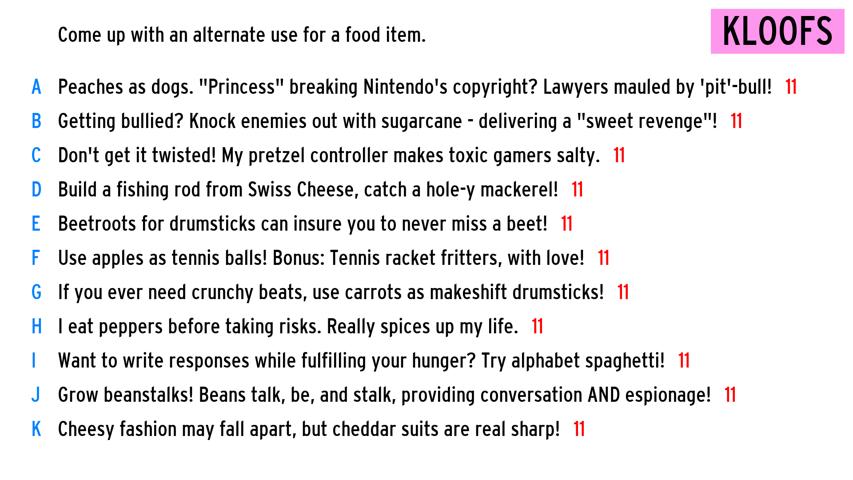 Come up with an alternate use for a food item.
KLOOFS
A Peaches as dogs. "Princess" breaking Nintendo's copyright? Lawyers mauled by 'pit'-bull! 11
B Getting bullied? Knock enemies out with sugarcane - delivering a "sweet revenge"! 11
C Don't get it twisted! My pretzel controller makes toxic gamers salty. 11
D Build a fishing rod from Swiss Cheese, catch a hole-y mackerel! 11
E Beetroots for drumsticks can insure you to never miss a beet! 11
F Use apples as tennis balls! Bonus: Tennis racket fritters, with love! 11
G If you ever need crunchy beats, use carrots as makeshift drumsticks! 11
H I eat peppers before taking risks. Really spices up my life. 11
I Want to write responses while fulfilling your hunger? Try alphabet spaghetti! 11
J Grow beanstalks! Beans talk, be, and stalk, providing conversation AND espionage! 11
K Cheesy fashion may fall apart, but cheddar suits are real sharp! 11